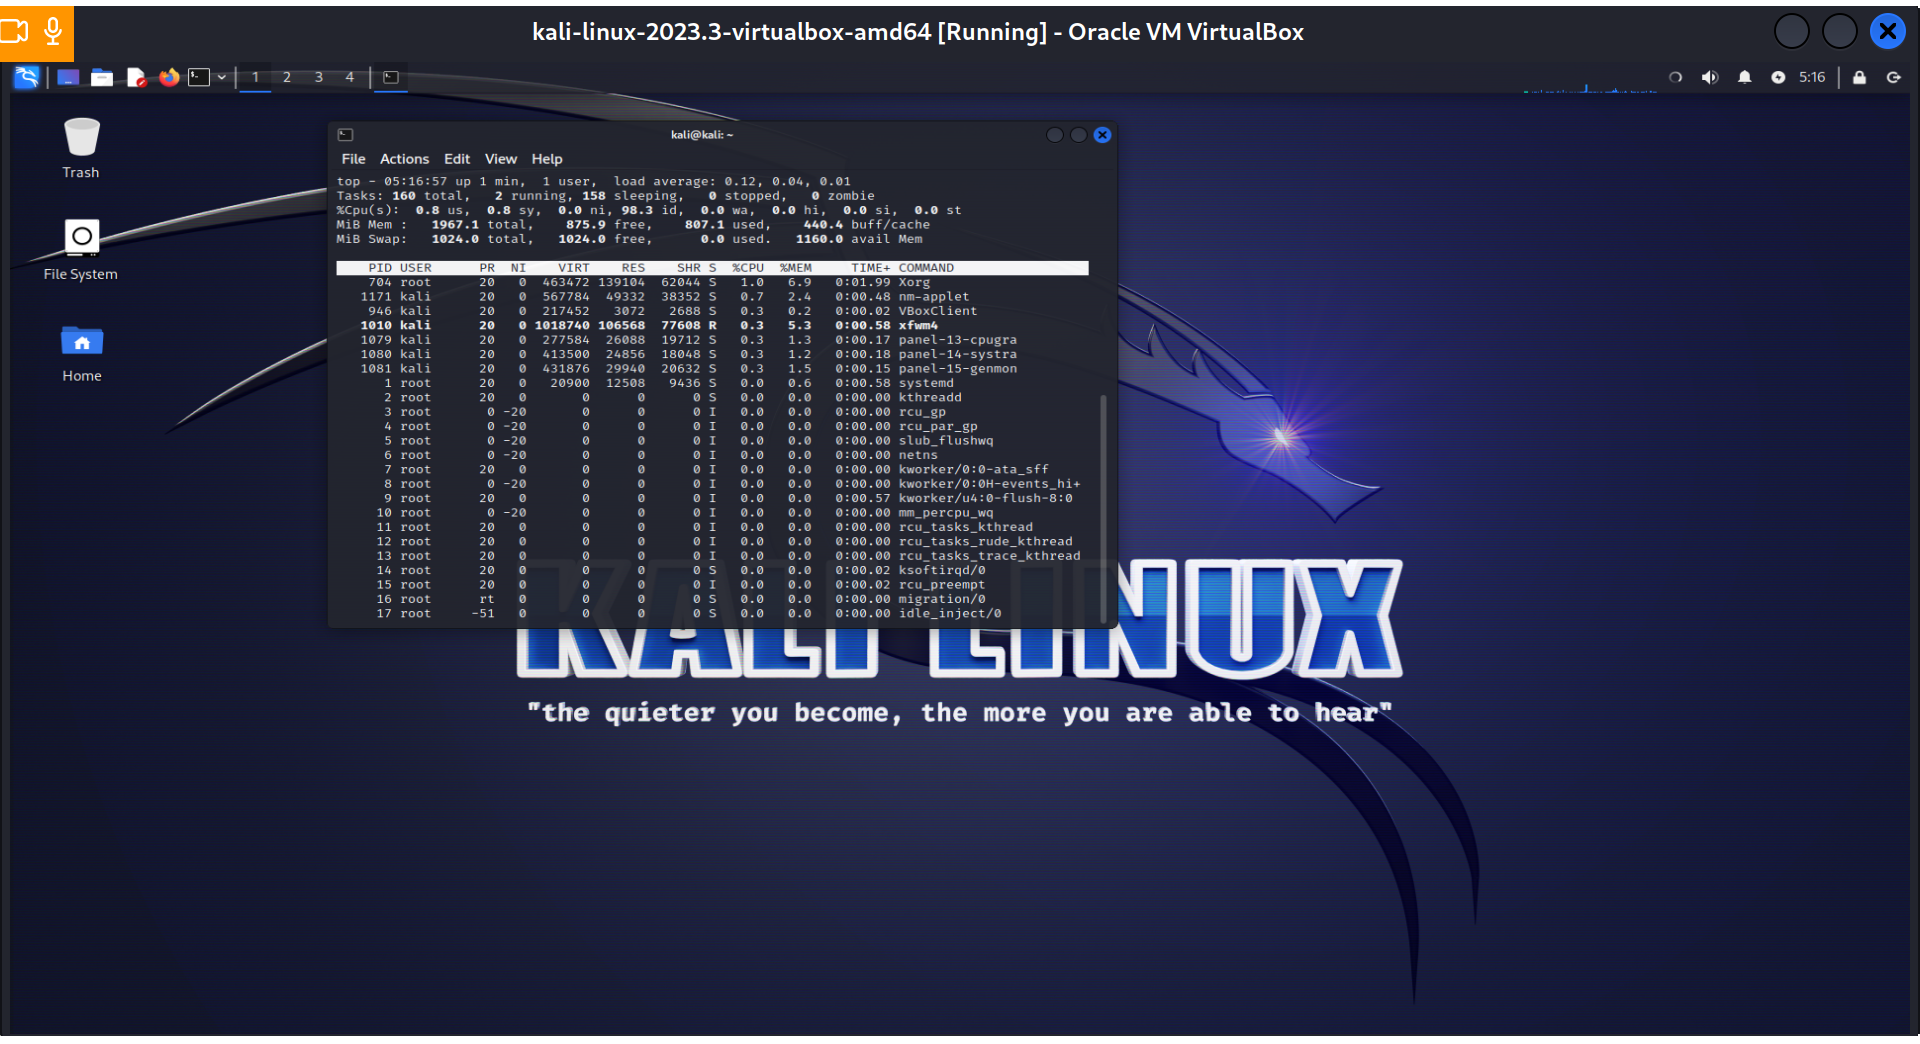 kali-linux-2023.3-virtualbox-amd64 [Running] - Oracle VM VirtualBox
1 2 3 4 5:16
Trash
File System
Home
kali@kali: ~
File Actions Edit View Help
top - 05:16:57 up 1 min, 1 user, load average: 0.12, 0.04, 0.01
Tasks: 160 total, 2 running, 158 sleeping, 0 stopped, 0 zombie
%Cpu(s): 0.8 us, 0.8 sy, 0.0 ni, 98.3 id, 0.0 wa, 0.0 hi, 0.0 si, 0.0 st
MiB Mem : 1967.1 total, 875.9 free, 807.1 used, 440.4 buff/cache
MiB Swap: 1024.0 total, 1024.0 free, 0.0 used. 1160.0 avail Mem
PID USER PR NI VIRT RES SHR S %CPU %MEM TIME+ COMMAND
704 root 20 0 463472 139104 62044 S 1.0 6.9 0:01.99 Xorg
1171 kali 20 0 567784 49332 38352 S 0.7 2.4 0:00.48 nm-applet
946 kali 20 0 217452 3072 2688 S 0.3 0.2 0:00.02 VBoxClient
1010 kali 20 0 1018740 106568 77608 R 0.3 5.3 0:00.58 xfwm4
1079 kali 20 0 277584 26088 19712 S 0.3 1.3 0:00.17 panel-13-cpugra
1080 kali 20 0 413500 24856 18048 S 0.3 1.2 0:00.18 panel-14-systra
1081 kali 20 0 431876 29940 20632 S 0.3 1.5 0:00.15 panel-15-genmon
1 root 20 0 20900 12508 9436 S 0.0 0.6 0:00.58 systemd
2 root 20 0 0 0 0 S 0.0 0.0 0:00.00 kthreadd
3 root 0 -20 0 0 0 I 0.0 0.0 0:00.00 rcu_gp
4 root 0 -20 0 0 0 I 0.0 0.0 0:00.00 rcu_par_gp
5 root 0 -20 0 0 0 I 0.0 0.0 0:00.00 slub_flushwq
6 root 0 -20 0 0 0 I 0.0 0.0 0:00.00 netns
7 root 20 0 0 0 0 I 0.0 0.0 0:00.00 kworker/0:0-ata_sff
8 root 0 -20 0 0 0 I 0.0 0.0 0:00.00 kworker/0:0H-events_hi+
9 root 20 0 0 0 0 I 0.0 0.0 0:00.57 kworker/u4:0-flush-8:0
10 root 0 -20 0 0 0 I 0.0 0.0 0:00.00 mm_percpu_wq
11 root 20 0 0 0 0 I 0.0 0.0 0:00.00 rcu_tasks_kthread
12 root 20 0 0 0 0 I 0.0 0.0 0:00.00 rcu_tasks_rude_kthread
13 root 20 0 0 0 0 I 0.0 0.0 0:00.00 rcu_tasks_trace_kthread
14 root 20 0 0 0 0 S 0.0 0.0 0:00.02 ksoftirqd/0
15 root 20 0 0 0 0 I 0.0 0.0 0:00.02 rcu_preempt
16 root rt 0 0 0 0 S 0.0 0.0 0:00.00 migration/0
17 root -51 0 0 0 0 S 0.0 0.0 0:00.00 idle_inject/0
KALI LINUX
"the quieter you become, the more you are able to hear"